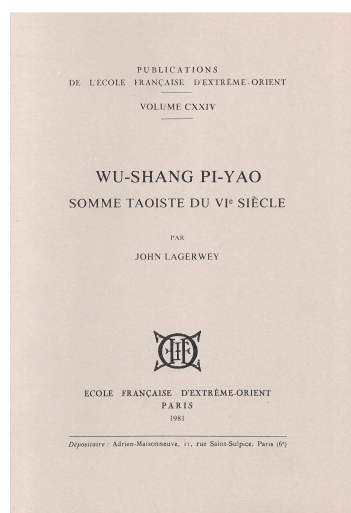 PUBLICATIONS
DE L'ECOLE FRANÇAISE D'EXTRÊME-ORIENT
VOLUME CXXIV
WU-SHANG PI-YAO
SOMME TAOISTE DU VIe SIÈCLE
PAR
JOHN LAGERWEY
ECOLE FRANÇAISE D'EXTRÊME-ORIENT
PARIS
1981
Dépositaire : Adrien-Maisonneuve, 11, rue Saint-Sulpice, Paris (6e)